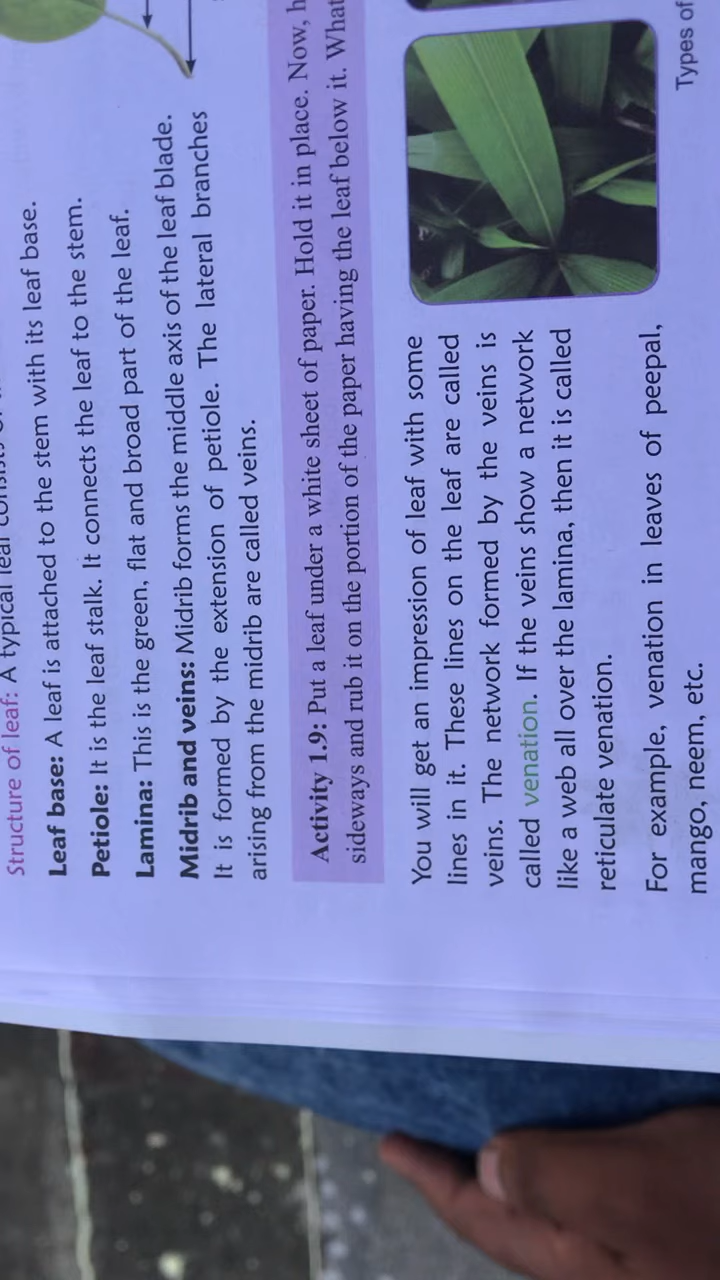 Structure of leaf: A typical leaf consists of
Leaf base: A leaf is attached to the stem with its leaf base.
Petiole: It is the leaf stalk. It connects the leaf to the stem.
Lamina: This is the green, flat and broad part of the leaf.
Midrib and veins: Midrib forms the middle axis of the leaf blade.
It is formed by the extension of petiole. The lateral branches
arising from the midrib are called veins.
Activity 1.9: Put a leaf under a white sheet of paper. Hold it in place. Now, h
sideways and rub it on the portion of the paper having the leaf below it. What
You will get an impression of leaf with some
lines in it. These lines on the leaf are called
veins. The network formed by the veins is
called venation. If the veins show a network
like a web all over the lamina, then it is called
reticulate venation.
For example, venation in leaves of peepal,
mango, neem, etc.
Types of